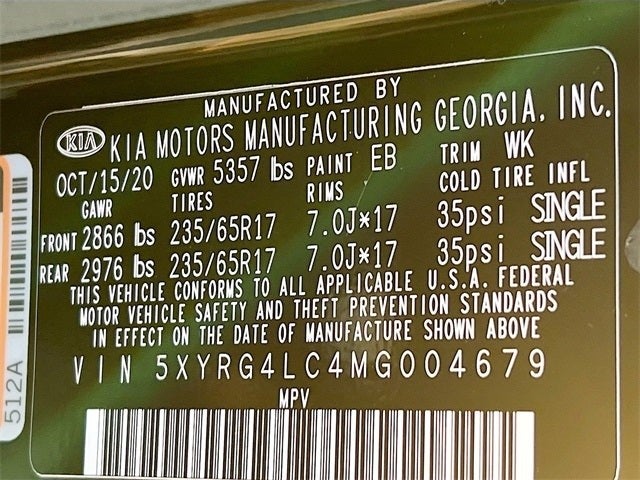 MANUFACTURED BY
KIA KIA MOTORS MANUFACTURING GEORGIA, INC.
OCT/15/20 GVWR 5357 lbs PAINT EB TRIM WK
GAWR TIRES RIMS COLD TIRE INFL
FRONT 2866 lbs 235/65R17 7.0J×17 35psi SINGLE
REAR 2976 lbs 235/65R17 7.0J×17 35psi SINGLE
THIS VEHICLE CONFORMS TO ALL APPLICABLE U.S.A. FEDERAL
MOTOR VEHICLE SAFETY AND THEFT PREVENTION STANDARDS
IN EFFECT ON THE DATE OF MANUFACTURE SHOWN ABOVE
VIN 5XYRG4LC4MG004679
MPV
512A